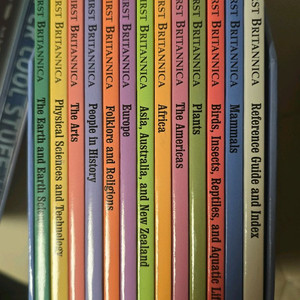 FIRST BRITANNICA
The Earth and Earth Scien
FIRST BRITANNICA
Physical Sciences and Technology
FIRST BRITANNICA
The Arts
FIRST BRITANNICA
People in History
FIRST BRITANNICA
Folklore and Religions
FIRST BRITANNICA
Europe
FIRST BRITANNICA
Asia, Australia, and New Zealand
FIRST BRITANNICA
Africa
FIRST BRITANNICA
The Americas
FIRST BRITANNICA
Plants
FIRST BRITANNICA
Birds, Insects, Reptiles, and Aquatic Lif
FIRST BRITANNICA
Mammals
FIRST BRITANNICA
Reference Guide and Index
COOL STUFF